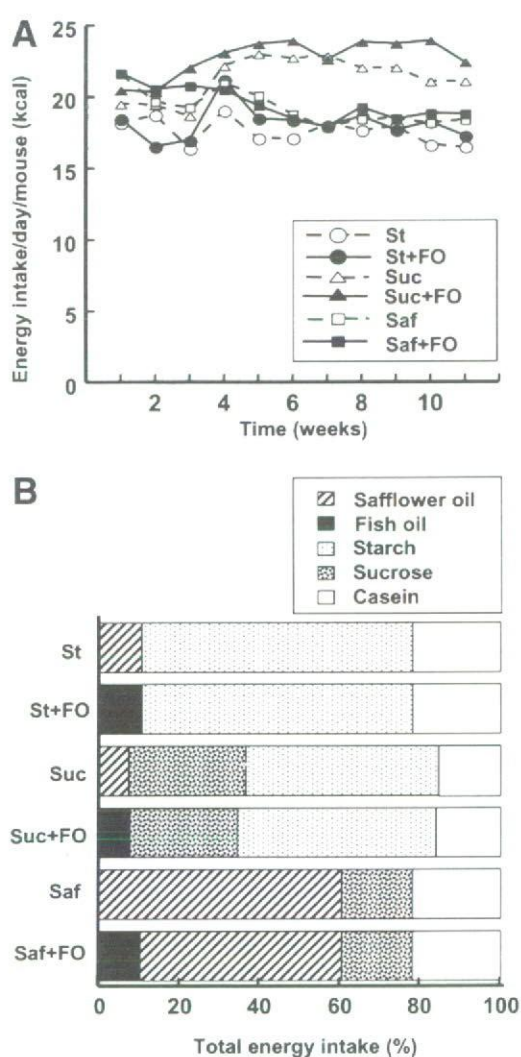 A
Energy intake/day/mouse (kcal)
25
20
15
10
5
0
2
4
6
8
10
Time (weeks)
St
St+FO
Suc
Suc+FO
Saf
Saf+FO
B
Safflower oil
Fish oil
Starch
Sucrose
Casein
St
St+FO
Suc
Suc+FO
Saf
Saf+FO
0
20
40
60
80
100
Total energy intake (%)